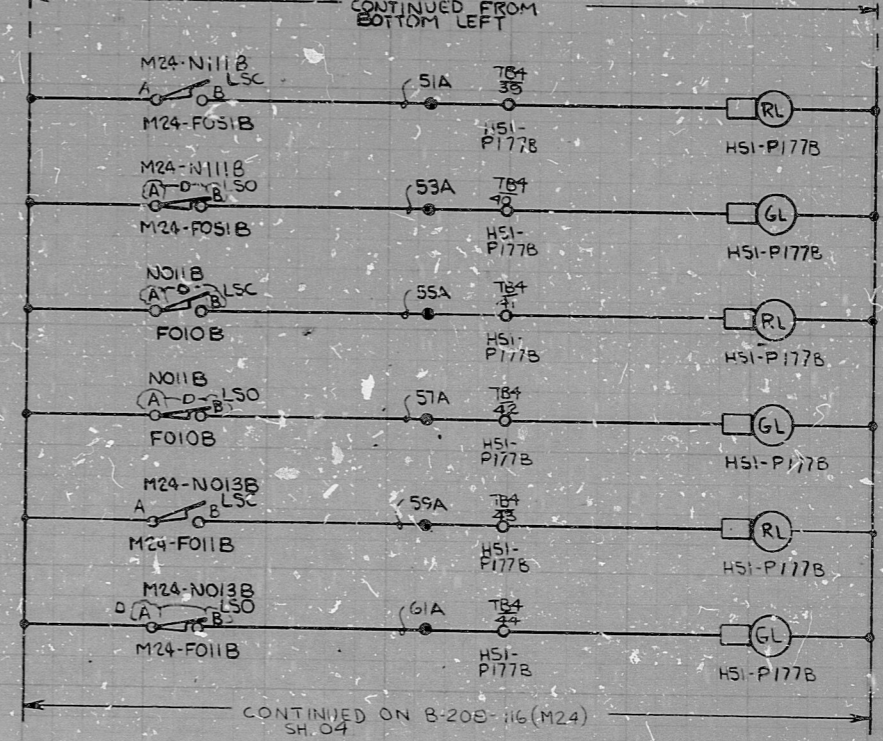 CONTINUED FROM
BOTTOM LEFT
M24-N111B
A B LSC
M24-F051B
51A
TB4
39
H51-
P177B
RL
H51-P177B
M24-N111B
A D B LSO
M24-F051B
53A
TB4
40
H51-
P177B
GL
H51-P177B
N011B
A D B LSC
F010B
55A
TB4
41
H51-
P177B
RL
H51-P177B
N011B
A D B LSO
F010B
57A
TB4
42
H51-
P177B
GL
H51-P177B
M24-N013B
A B LSC
M24-F011B
59A
TB4
43
H51-
P177B
RL
H51-P177B
M24-N013B
D A B LSO
M24-F011B
61A
TB4
44
H51-
P177B
GL
H51-P177B
CONTINUED ON B-208-116(M24)
SH.04